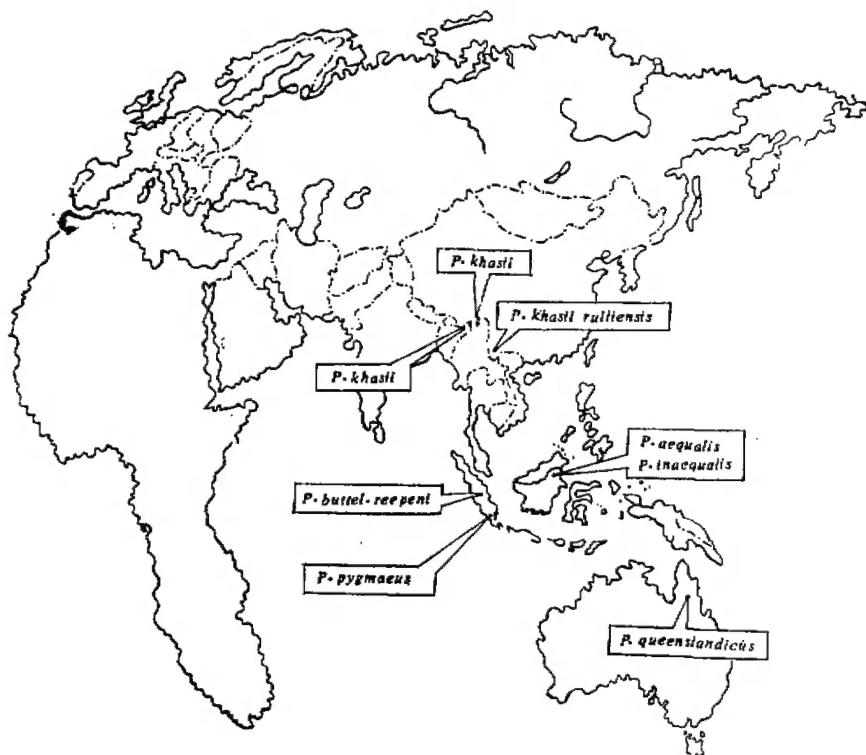 P. khasii
P. khasii ruiliensis
P. khasii
P. aequalis
P. inaequalis
P. buttel-reepeni
P. pygmaeus
P. queenslandicus